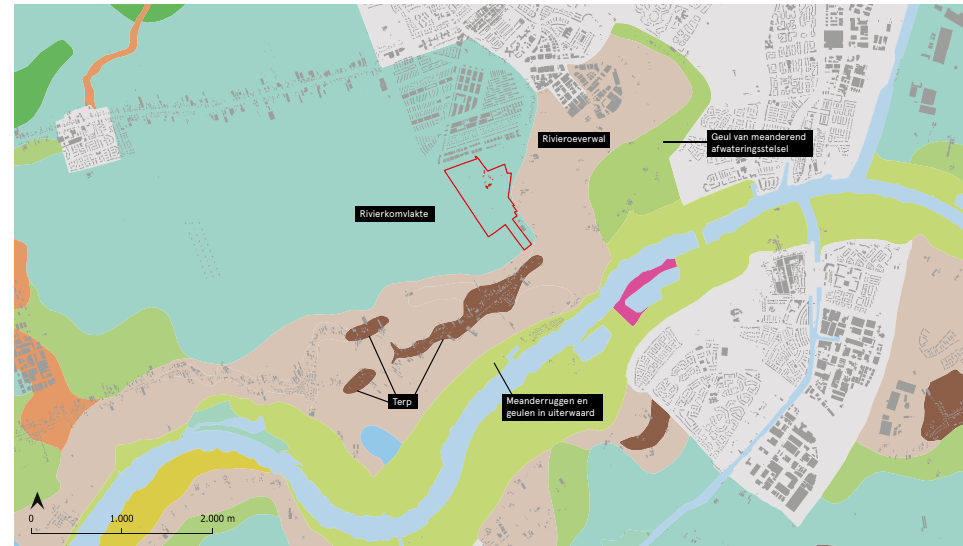 Rivieroeverwal
Geul van meanderend
afwateringsstelsel
Rivierkomvlakte
Terp
Meanderruggen en
geulen in uiterwaard
0 1.000 2.000 m